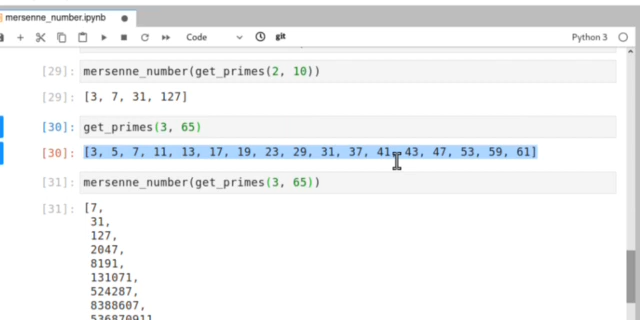 mersenne_number.ipynb
Code
git
Python 3
[29]: mersenne_number(get_primes(2, 10))
[29]: [3, 7, 31, 127]
[30]: get_primes(3, 65)
[30]: [3, 5, 7, 11, 13, 17, 19, 23, 29, 31, 37, 41, 43, 47, 53, 59, 61]
[31]: mersenne_number(get_primes(3, 65))
[31]: [7,
31,
127,
2047,
8191,
131071,
524287,
8388607,
536870911